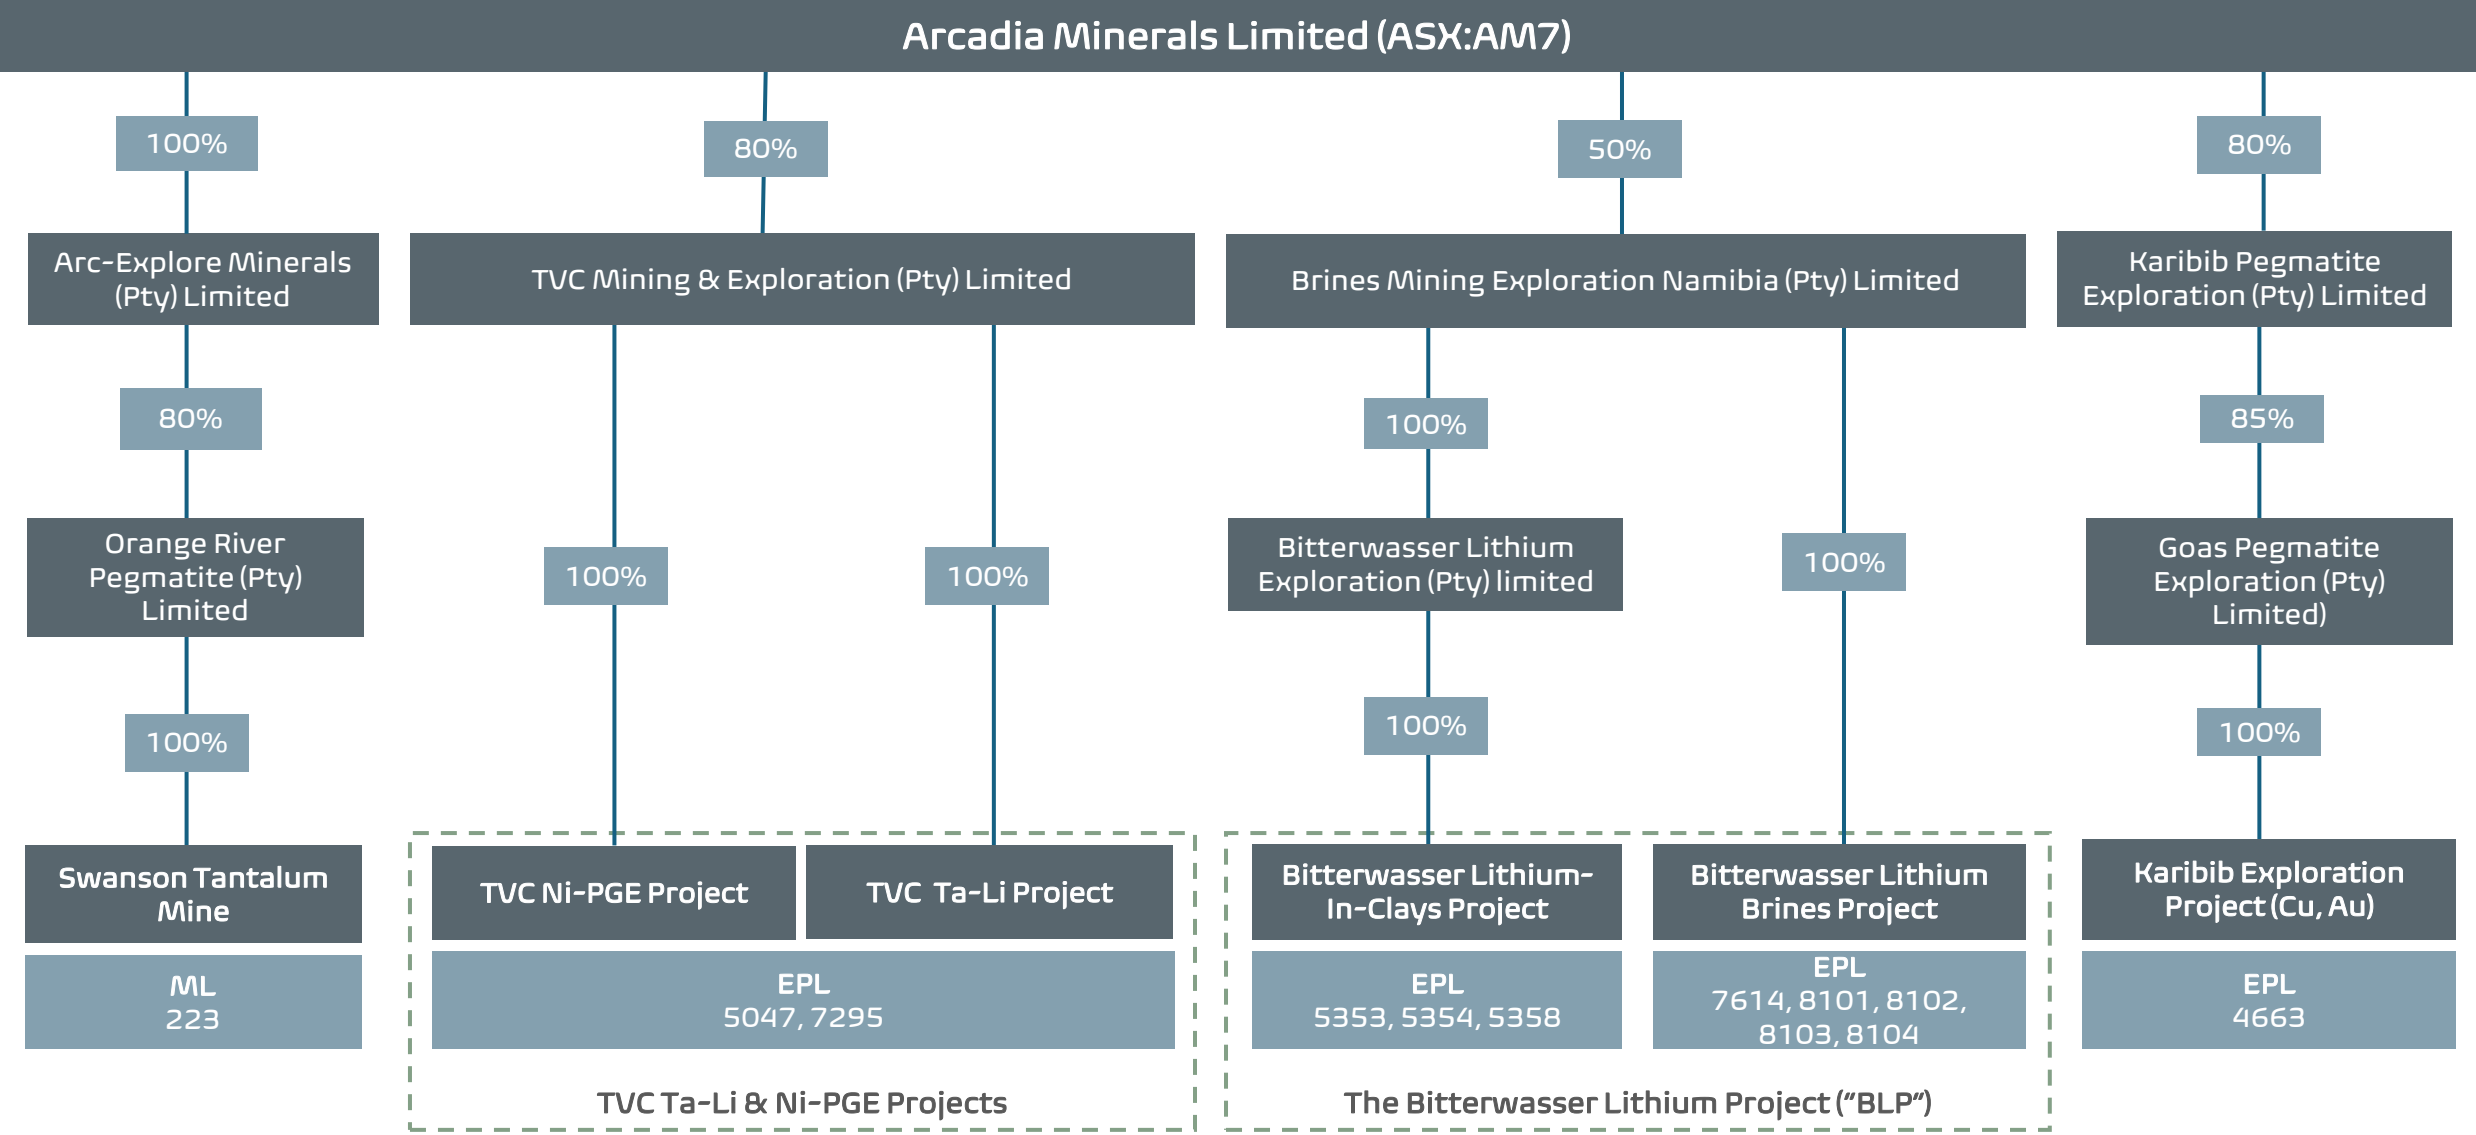 Arcadia Minerals Limited (ASX:AM7)
100%
80%
50%
80%
Arc-Explore Minerals
(Pty) Limited
TVC Mining & Exploration (Pty) Limited
Brines Mining Exploration Namibia (Pty) Limited
Karibib Pegmatite
Exploration (Pty) Limited
80%
100%
85%
Orange River
Pegmatite (Pty)
Limited
100%
100%
Bitterwasser Lithium
Exploration (Pty) limited
100%
Goas Pegmatite
Exploration (Pty)
Limited)
100%
100%
100%
Swanson Tantalum
Mine
TVC Ni-PGE Project
TVC Ta-Li Project
Bitterwasser Lithium-
In-Clays Project
Bitterwasser Lithium
Brines Project
Karibib Exploration
Project (Cu, Au)
ML
223
EPL
5047, 7295
EPL
5353, 5354, 5358
EPL
7614, 8101, 8102,
8103, 8104
EPL
4663
TVC Ta-Li & Ni-PGE Projects
The Bitterwasser Lithium Project ("BLP")